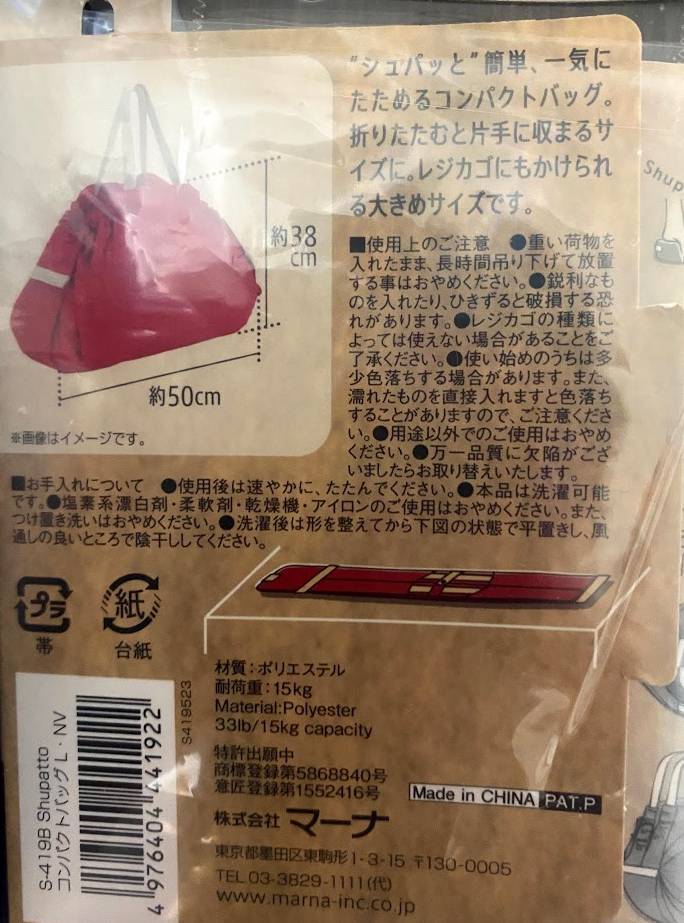 "シュパッと"簡単、一気に
たためるコンパクトバッグ。
折りたたむと片手に収まるサ
イズに。レジカゴにもかけられ
る大きめサイズです。
約38
cm
約50cm
※画像はイメージです。
■使用上のご注意 ●重い荷物を
入れたまま、長時間吊り下げて放置
する事はおやめください。●鋭利なも
のを入れたり、ひきずると破損する恐
れがあります。●レジカゴの種類に
よっては使えない場合があることをご
了承ください。●使い始めのうちは多
少色落ちする場合があります。また、
濡れたものを直接入れますと色落ち
することがありますので、ご注意くださ
い。●用途以外でのご使用はおやめ
ください。●万一品質に欠陥がござ
いましたらお取り替えいたします。
■お手入れについて ●使用後は速やかに、たたんでください。●本品は洗濯可能
です。●塩素系漂白剤・柔軟剤・乾燥機・アイロンのご使用はおやめください。また、
つけ置き洗いはおやめください。●洗濯後は形を整えてから下図の状態で平置きし、風
通しの良いところで陰干ししてください。
プラ
帯
紙
台紙
材質：ポリエステル
耐荷重：15kg
Material:Polyester
33lb/15kg capacity
特許出願中
商標登録第5868840号
意匠登録第1552416号
Made in CHINA PAT.P
株式会社 マーナ
東京都墨田区東駒形1-3-15 〒130-0005
TEL.03-3829-1111(代)
www.marna-inc.co.jp
S-419B Shupatto
コンパクトバッグ L・NV
4 976404 441922
S419523
Shup